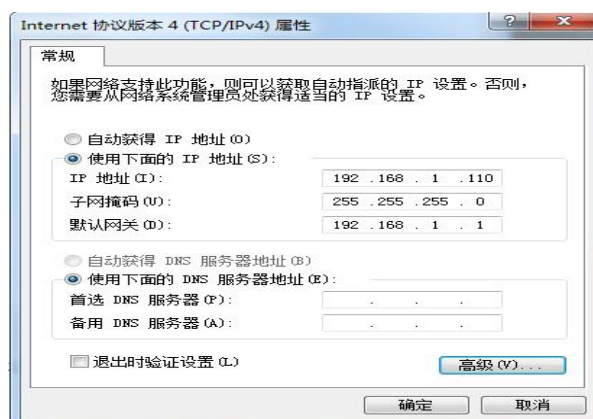 Internet 协议版本 4 (TCP/IPv4) 属性
? x
常规
如果网络支持此功能，则可以获取自动指派的 IP 设置。否则，
您需要从网络系统管理员处获得适当的 IP 设置。
自动获得 IP 地址(O)
使用下面的 IP 地址(S):
IP 地址(I): 192 . 168 . 1 . 110
子网掩码(U): 255 . 255 . 255 . 0
默认网关(D): 192 . 168 . 1 . 1
自动获得 DNS 服务器地址(B)
使用下面的 DNS 服务器地址(E):
首选 DNS 服务器(P): . . .
备用 DNS 服务器(A): . . .
退出时验证设置(L)
高级(V)...
确定 取消